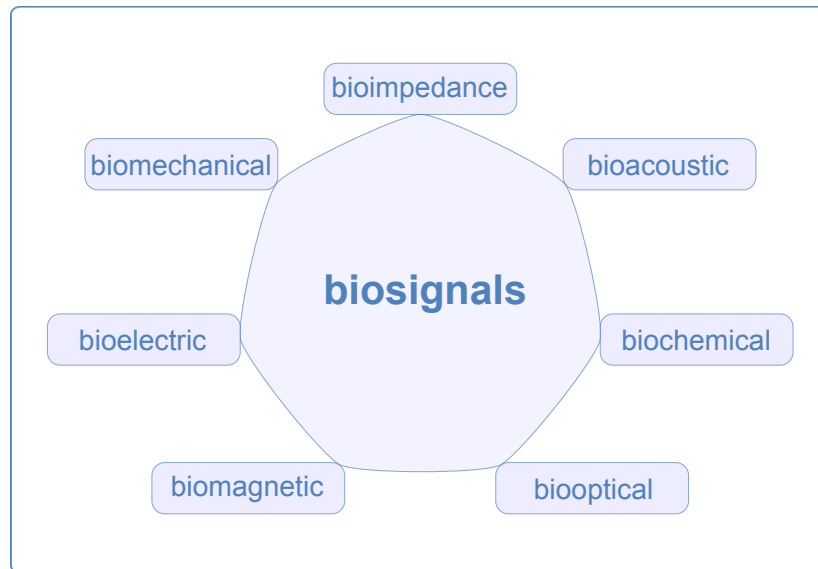 bioimpedance
biomechanical
bioacoustic
biosignals
bioelectric
biochemical
biomagnetic
biooptical